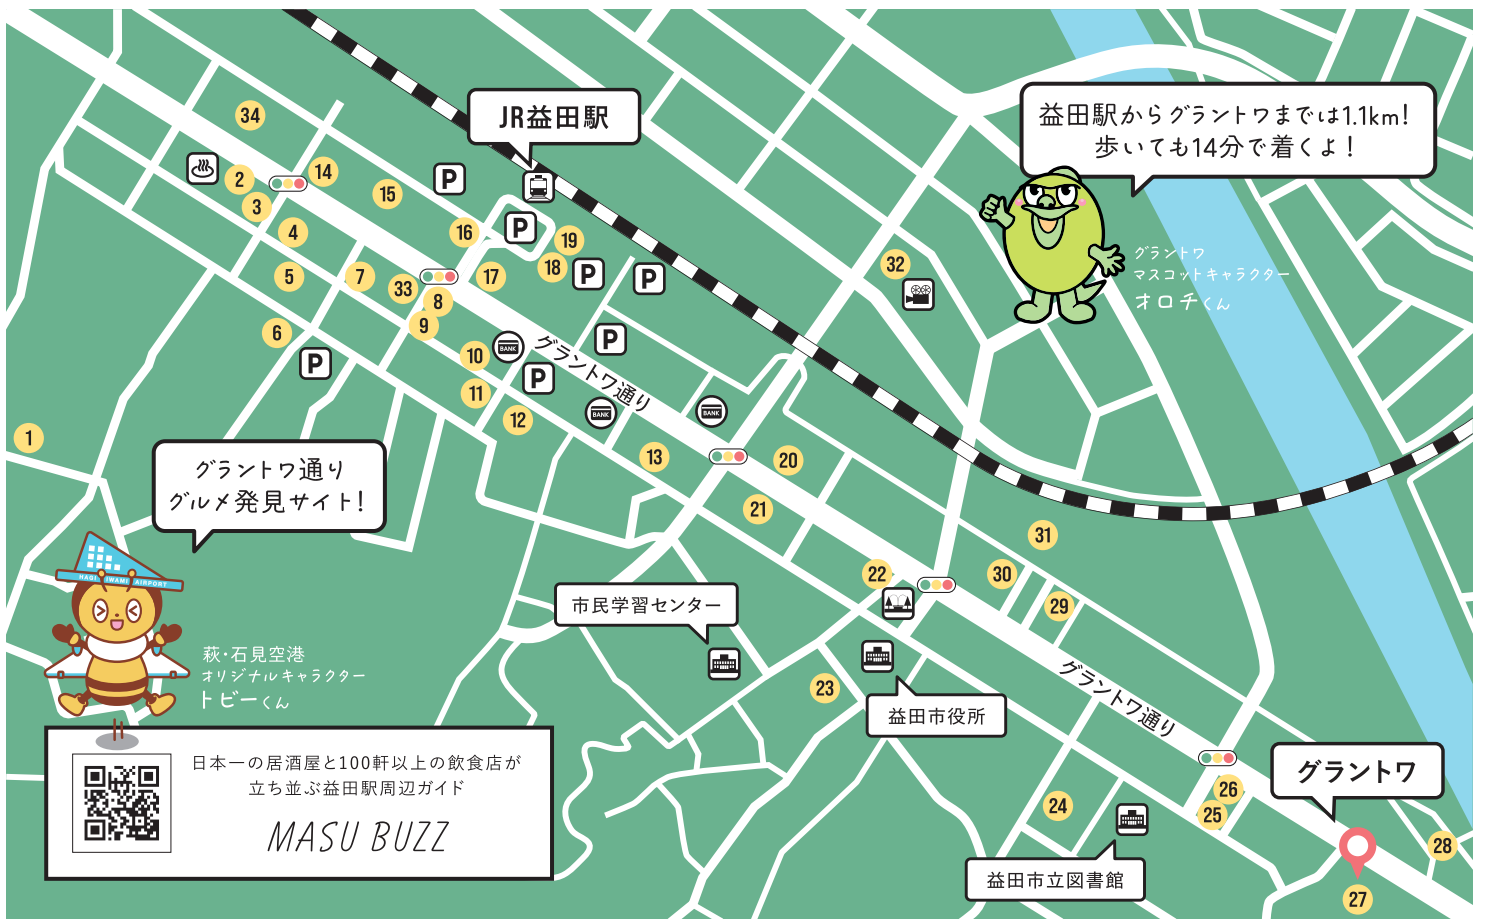 JR益田駅
益田駅からグラントワまでは1.1km!
歩いても14分で着くよ!
34
14
2
3
15
P
4
16
P
19
18
P
P
32
グラントワ
マスコットキャラクター
オロチくん
5
7
33
17
8
9
6
P
10
BANK
グラントワ通り
P
P
11
12
BANK
BANK
1
13
20
グラントワ通り
グルメ発見サイト!
21
31
22
30
29
HAGI IWAMI AIRPORT
市民学習センター
萩・石見空港
オリジナルキャラクター
トビーくん
23
益田市役所
グラントワ通り
グラントワ
日本一の居酒屋と100軒以上の飲食店が
立ち並ぶ益田駅周辺ガイド
MASU BUZZ
24
26
25
28
益田市立図書館
27